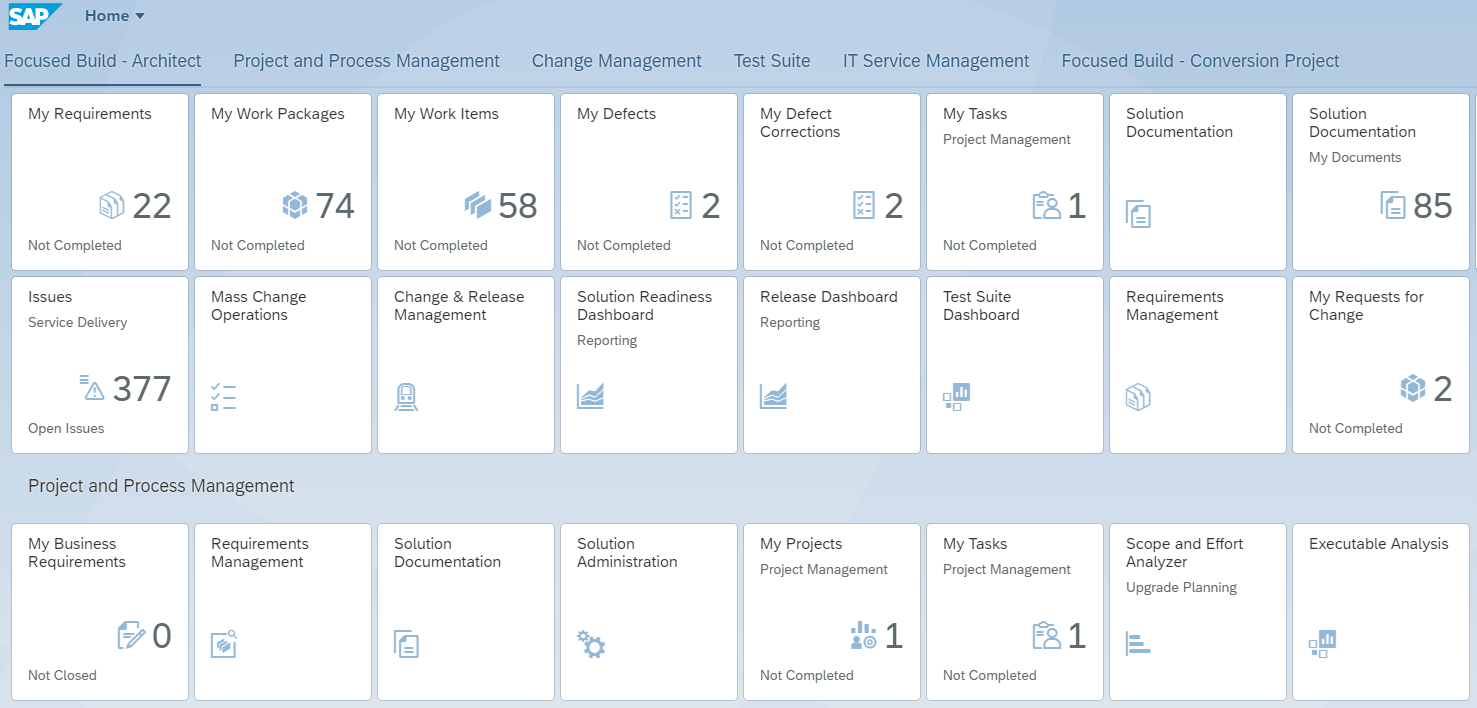 SAP
Home
Focused Build - Architect
Project and Process Management
Change Management
Test Suite
IT Service Management
Focused Build - Conversion Project
My Requirements
22
Not Completed
My Work Packages
74
Not Completed
My Work Items
58
Not Completed
My Defects
2
Not Completed
My Defect
Corrections
2
Not Completed
My Tasks
Project Management
1
Not Completed
Solution
Documentation
Solution
Documentation
My Documents
85
Issues
Service Delivery
377
Open Issues
Mass Change
Operations
Change & Release
Management
Solution Readiness
Dashboard
Reporting
Release Dashboard
Reporting
Test Suite
Dashboard
Requirements
Management
My Requests for
Change
2
Not Completed
Project and Process Management
My Business
Requirements
0
Not Closed
Requirements
Management
Solution
Documentation
Solution
Administration
My Projects
Project Management
1
Not Completed
My Tasks
Project Management
1
Not Completed
Scope and Effort
Analyzer
Upgrade Planning
Executable Analysis